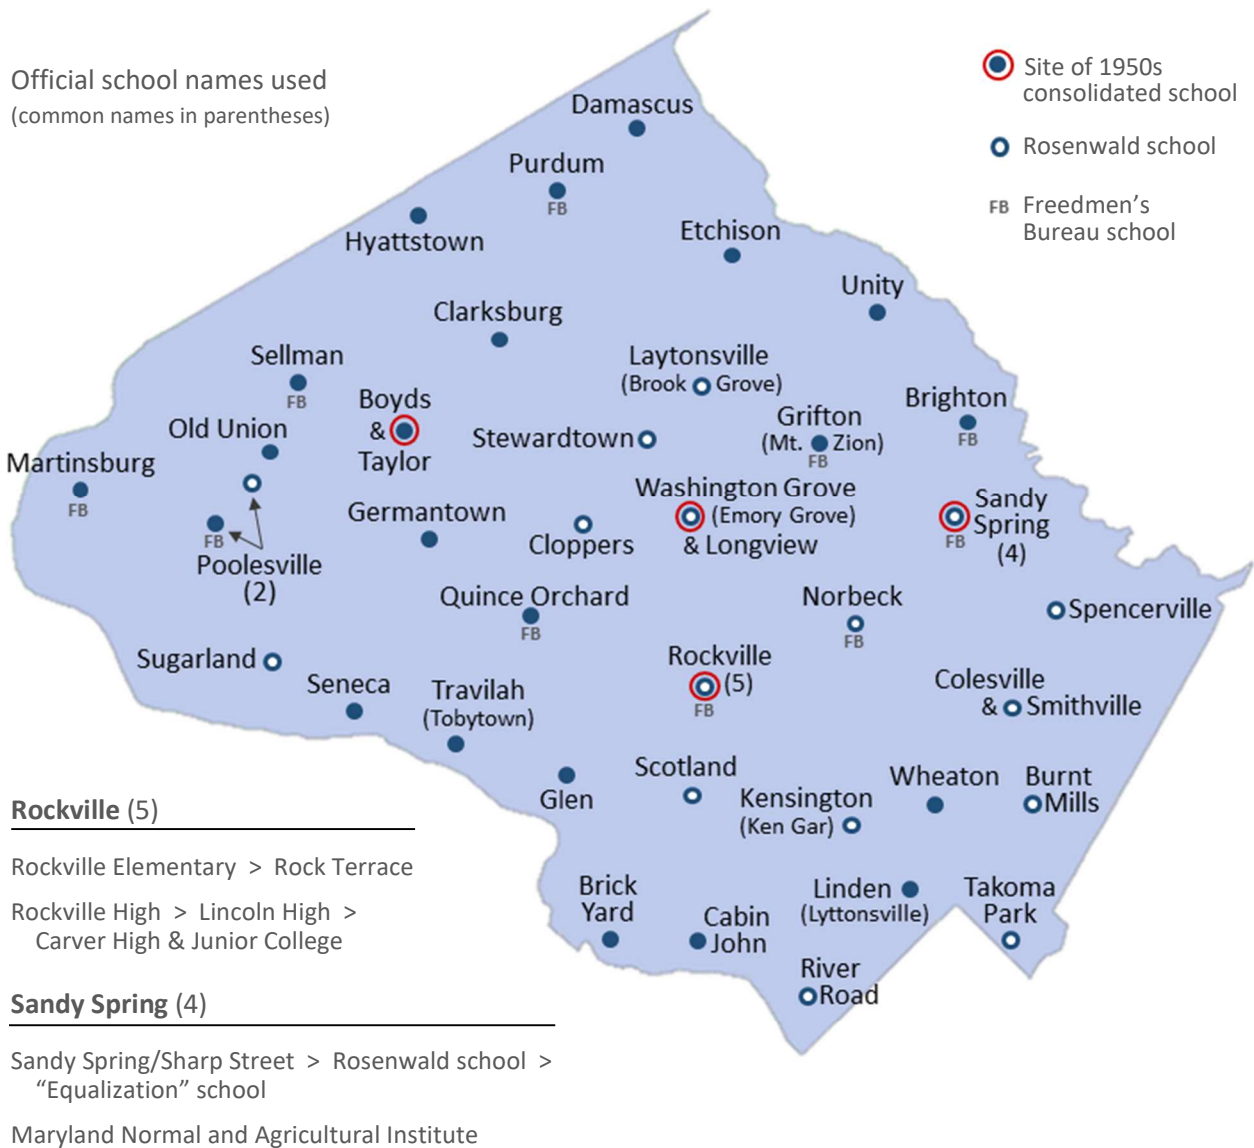 Official school names used
(common names in parentheses)
Site of 1950s
consolidated school
Rosenwald school
FB Freedmen's
Bureau school
Damascus
Purdum
FB
Hyattstown
Etchison
Unity
Clarksburg
Sellman
FB
Boyds
&
Taylor
Laytonsville
(Brook Grove)
Grifton
(Mt. Zion)
FB
Brighton
FB
Old Union
Stewardtown
Martinsburg
FB
Washington Grove
(Emory Grove)
& Longview
Sandy
Spring
(4)
FB
Germantown
Cloppers
FB
Poolesville
(2)
Quince Orchard
FB
Norbeck
FB
Spencerville
Sugarland
Rockville
(5)
FB
Seneca
Travilah
(Tobytown)
Colesville
& Smithville
Glen
Scotland
Kensington
(Ken Gar)
Wheaton
Burnt
Mills
Brick
Yard
Cabin
John
Linden
(Lyttonsville)
Takoma
Park
River
Road
Rockville (5)
Rockville Elementary > Rock Terrace
Rockville High > Lincoln High >
Carver High & Junior College
Sandy Spring (4)
Sandy Spring/Sharp Street > Rosenwald school >
“Equalization” school
Maryland Normal and Agricultural Institute